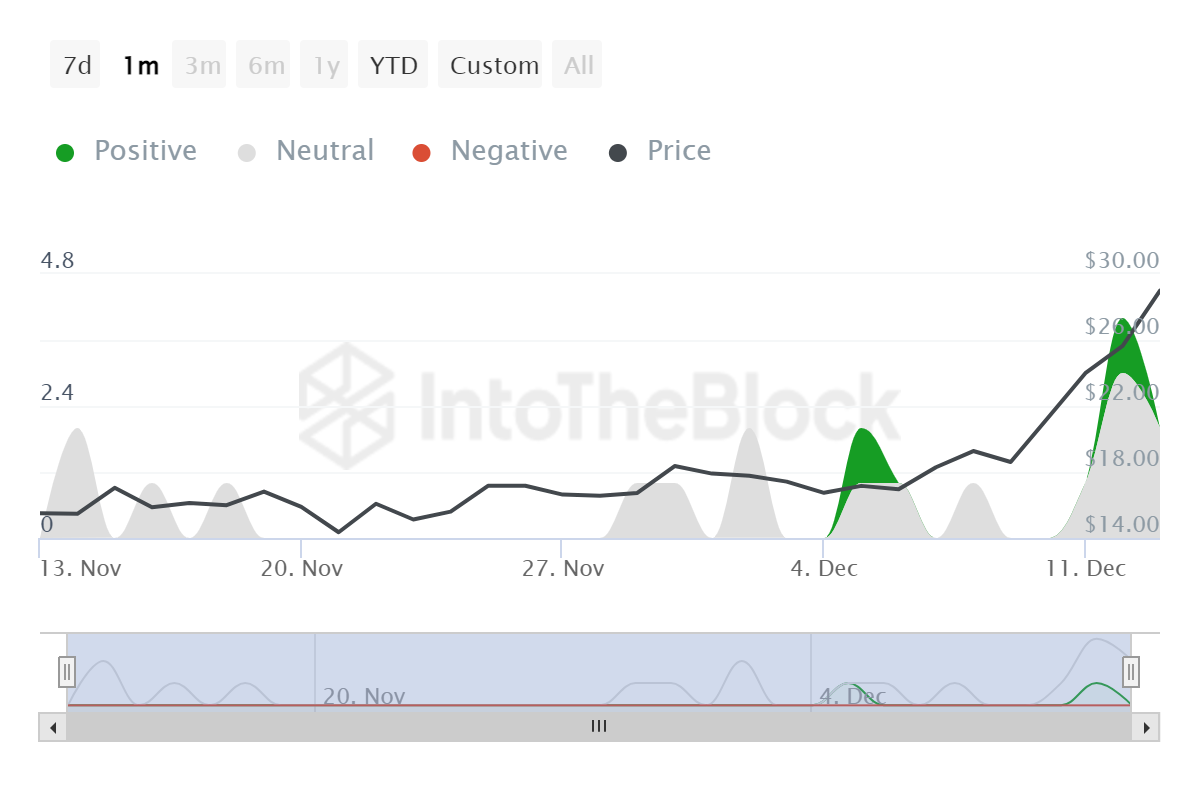 7d 1m 3m 6m 1y YTD Custom All
Positive Neutral Negative Price
4.8 $30.00
$26.00
2.4 $22.00
$18.00
0 $14.00
IntoTheBlock
13. Nov 20. Nov 27. Nov 4. Dec 11. Dec
20. Nov 4. Dec